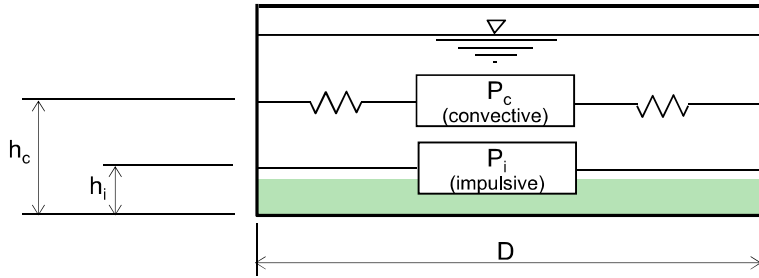 P_c
(convective)
h_c
P_i
(impulsive)
h_i
D